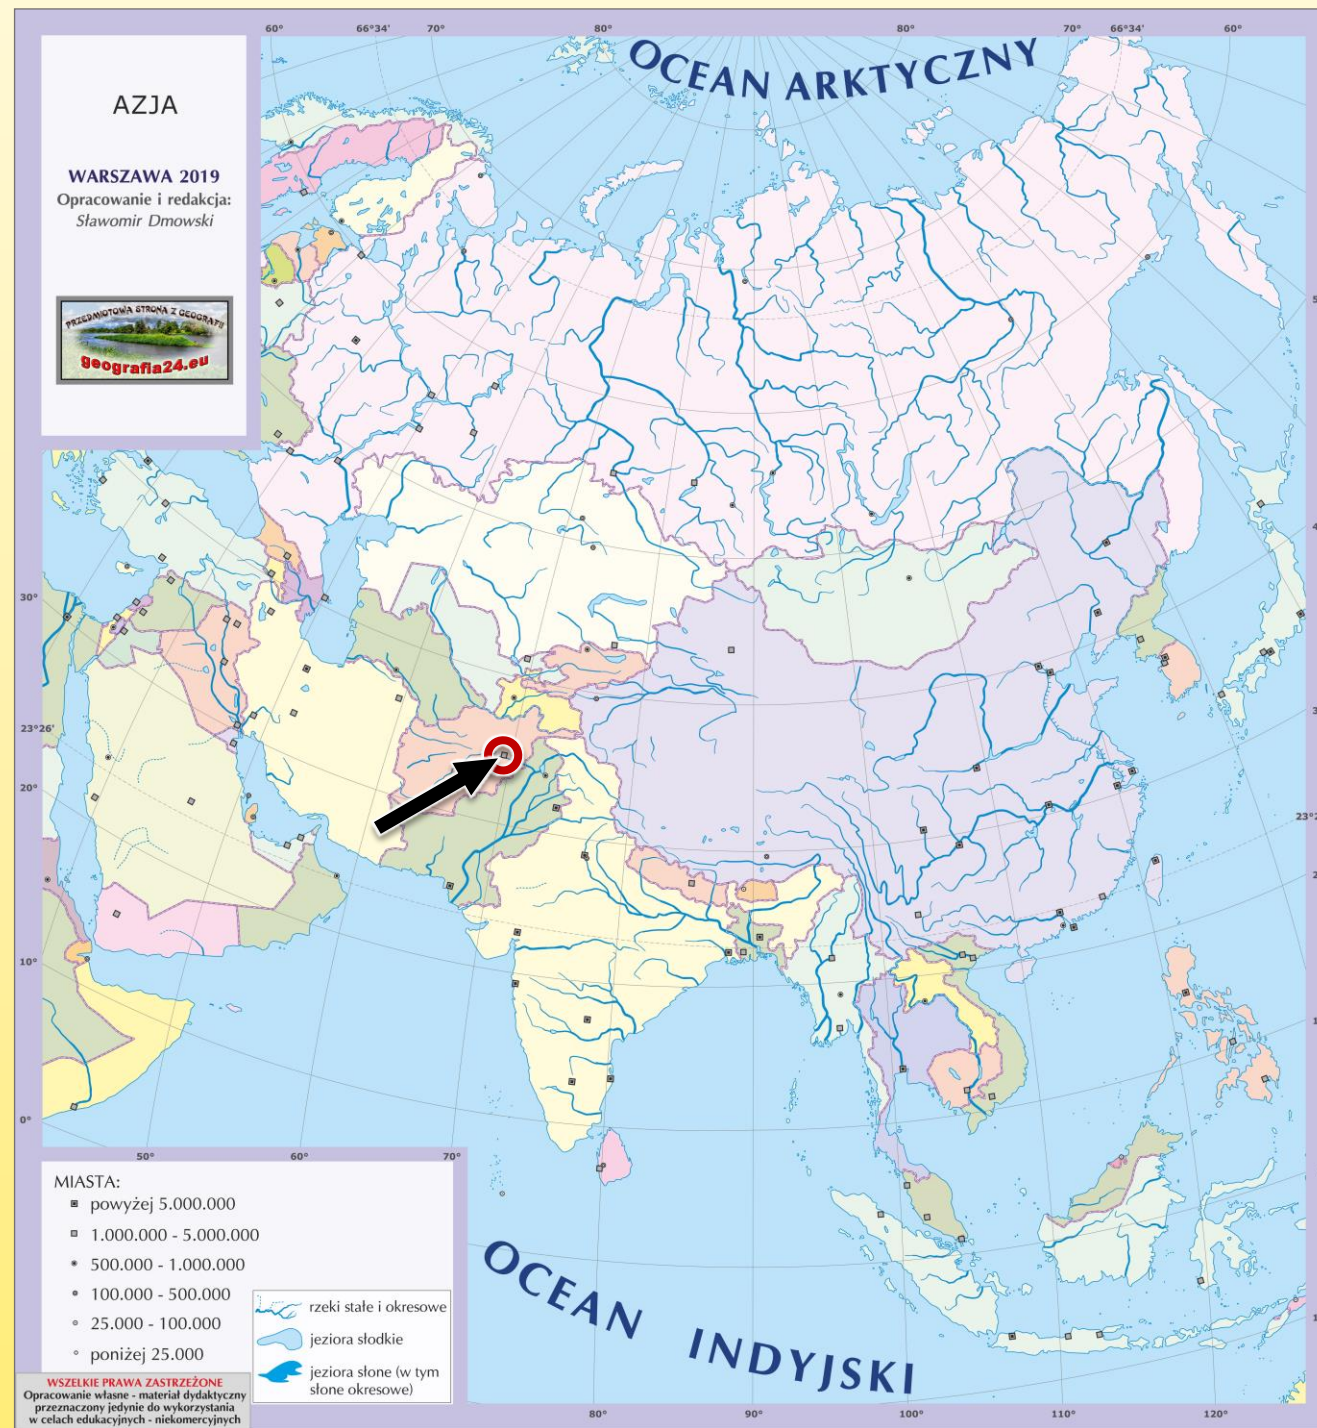 60°
66°34'
70°
80°
80°
70°
66°34'
60°
OCEAN ARKTYCZNY
AZJA
WARSZAWA 2019
Opracowanie i redakcja:
Sławomir Dmowski
PRZEDMIOTOWA STRONA Z GEOGRAFII
geografia24.eu
30°
23°26'
20°
10°
0°
50°
60°
70°
MIASTA:
powyżej 5.000.000
1.000.000 - 5.000.000
500.000 - 1.000.000
100.000 - 500.000
25.000 - 100.000
poniżej 25.000
rzeki stałe i okresowe
jeziora słodkie
jeziora słone (w tym
słone okresowe)
OCEAN INDYJSKI
WSZELKIE PRAWA ZASTRZEŻONE
Opracowanie własne - materiał dydaktyczny
przeznaczony jedynie do wykorzystania
w celach edukacyjnych - niekomercyjnych
80°
90°
100°
110°
120°